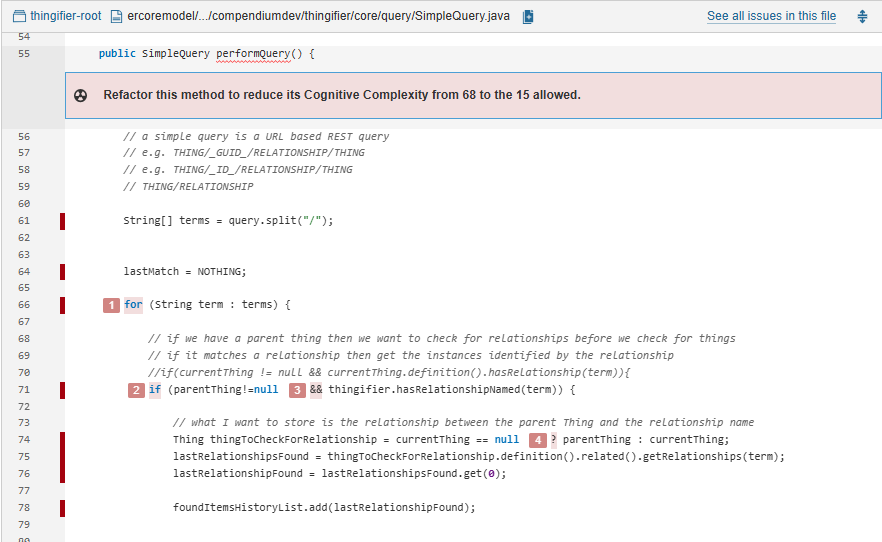 thingifier-root ercoremodel/.../compendiumdev/thingifier/core/query/SimpleQuery.java See all issues in this file
54
55 public SimpleQuery performQuery() {
Refactor this method to reduce its Cognitive Complexity from 68 to the 15 allowed.
56 // a simple query is a URL based REST query
57 // e.g. THING/_GUID_/RELATIONSHIP/THING
58 // e.g. THING/_ID_/RELATIONSHIP/THING
59 // THING/RELATIONSHIP
60
61 String[] terms = query.split("/");
62
63
64 lastMatch = NOTHING;
65
66 1 for (String term : terms) {
67
68 // if we have a parent thing then we want to check for relationships before we check for things
69 // if it matches a relationship then get the instances identified by the relationship
70 //if(currentThing != null && currentThing.definition().hasRelationship(term)){
71 2 if (parentThing!=null 3 && thingifier.hasRelationshipNamed(term)) {
72
73 // what I want to store is the relationship between the parent Thing and the relationship name
74 Thing thingToCheckForRelationship = currentThing == null 4 ? parentThing : currentThing;
75 lastRelationshipsFound = thingToCheckForRelationship.definition().related().getRelationships(term);
76 lastRelationshipFound = lastRelationshipsFound.get(0);
77
78 foundItemsHistoryList.add(lastRelationshipFound);
79